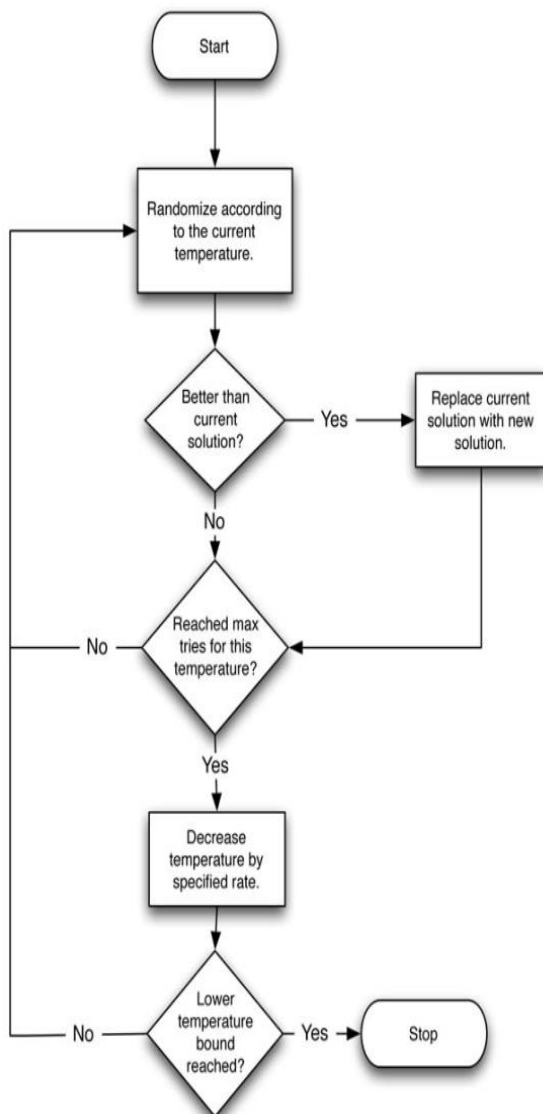 Start
Randomize according
to the current
temperature.
Better than
current
solution?
Yes
Replace current
solution with new
solution.
No
Reached max
tries for this
temperature?
No
Yes
Decrease
temperature by
specified rate.
Lower
temperature
bound
reached?
No
Yes
Stop